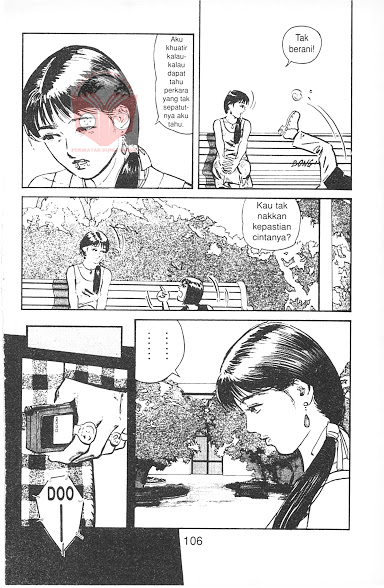 Aku
khuatir
kalau-
kalau
dapat
tahu
perkara
yang tak
sepatut-
nya aku
tahu.
Tak
berani!
BONG
Kau tak
nakkan
kepastian
cintanya?
DOO
106